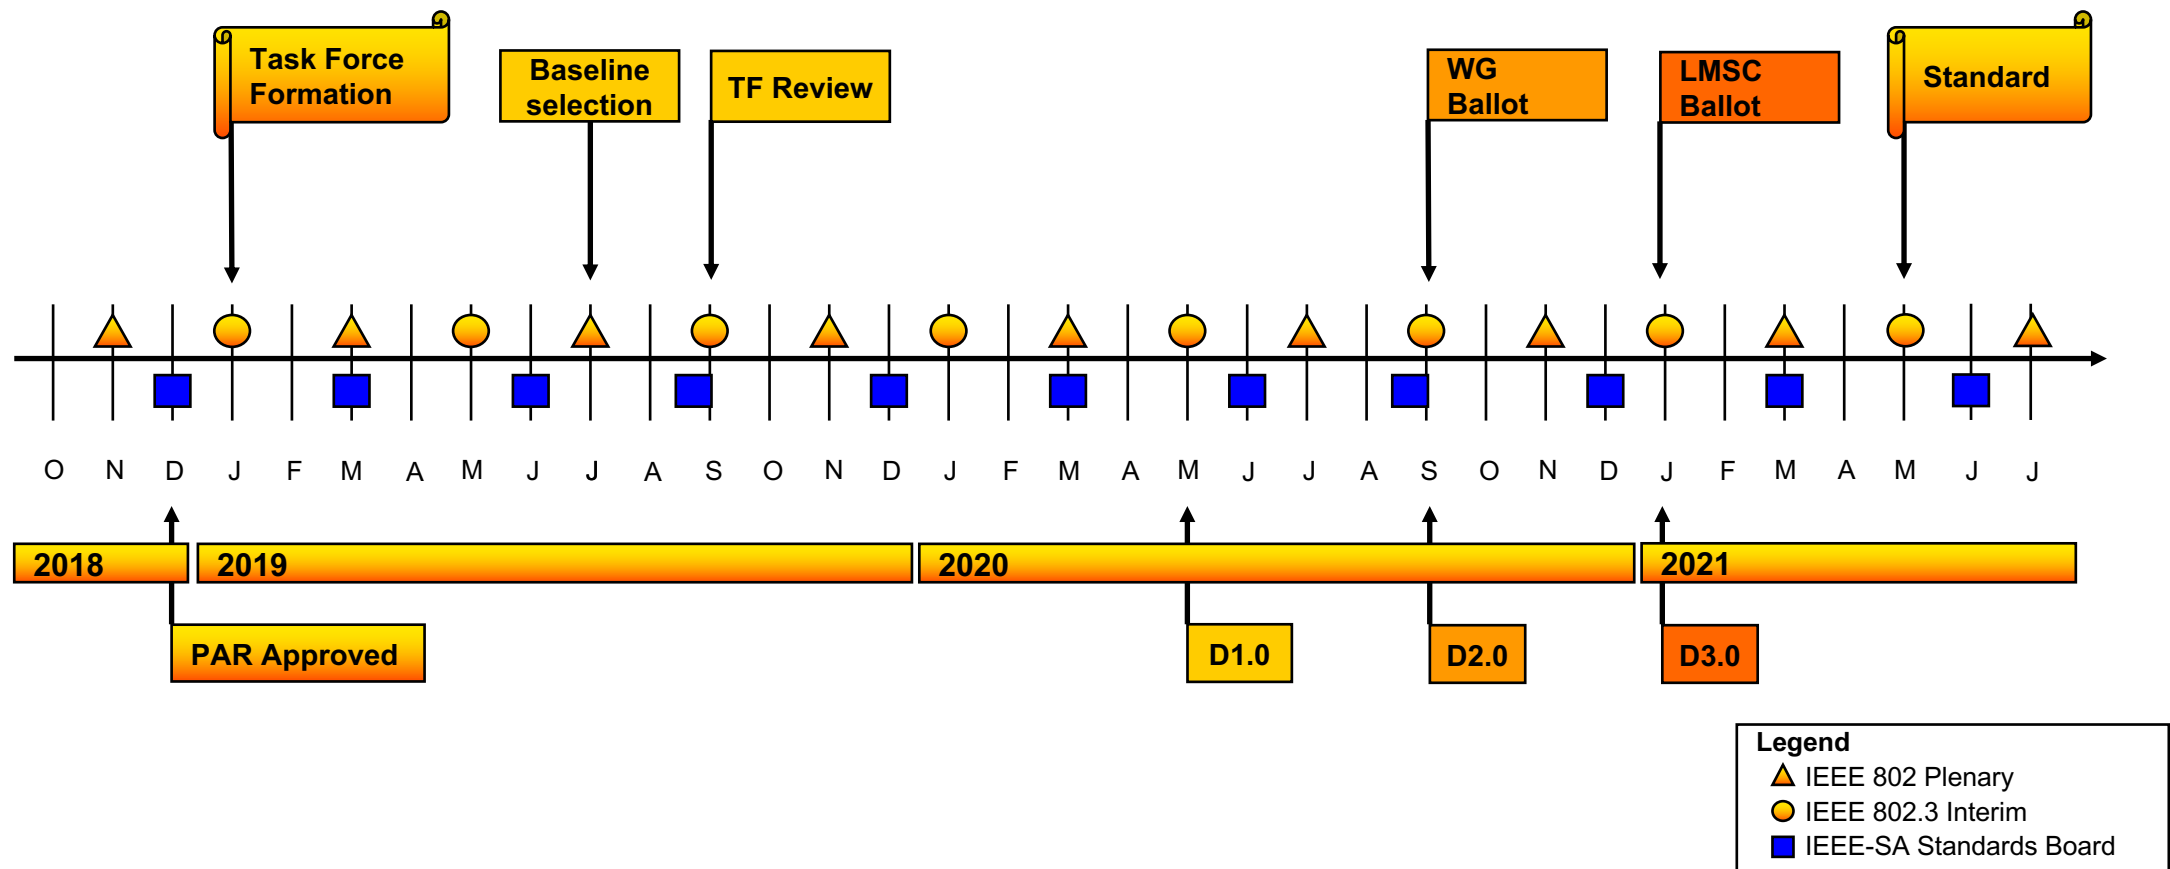 Task Force
Formation
Baseline
selection
TF Review
WG
Ballot
LMSC
Ballot
Standard
O N D J F M A M J J A S O N D J F M A M J J A S O N D J F M A M J J
2018 2019 2020 2021
PAR Approved
D1.0
D2.0
D3.0
Legend
IEEE 802 Plenary
IEEE 802.3 Interim
IEEE-SA Standards Board